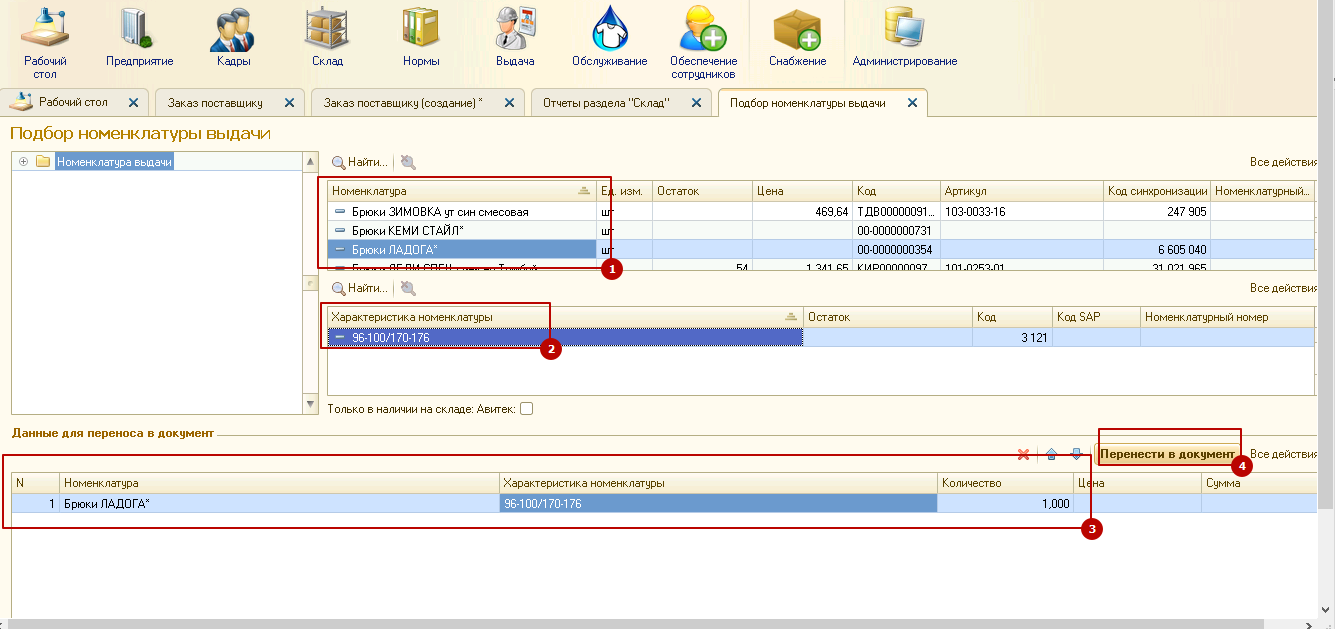 Рабочий стол
Предприятие
Кадры
Склад
Нормы
Выдача
Обслуживание
Обеспечение сотрудников
Снабжение
Администрирование
Рабочий стол
Заказ поставщику
Заказ поставщику (создание) *
Отчеты раздела "Склад"
Подбор номенклатуры выдачи
Подбор номенклатуры выдачи
Номенклатура выдачи
Найти...
Все действия
Номенклатура Ед. изм. Остаток Цена Код Артикул Код синхронизации Номенклатурный...
Брюки ЗИМОВКА ут син смесовая шт 469,64 ТДВ00000091... 103-0033-16 247 905
Брюки КЕМИ СТАЙЛ* шт 00-0000000731
Брюки ЛАДОГА* шт 00-0000000354 6 605 040
54 1 341,65 КИР00000097... 101-0253-01 31 021 965
1
Найти...
Все действия
Характеристика номенклатуры Остаток Код Код SAP Номенклатурный номер
96-100/170-176 3 121
2
Только в наличии на складе: Авитек:
Данные для переноса в документ
Перенести в документ
Все действия
4
N Номенклатура Характеристика номенклатуры Количество Цена Сумма
1 Брюки ЛАДОГА* 96-100/170-176 1,000
3